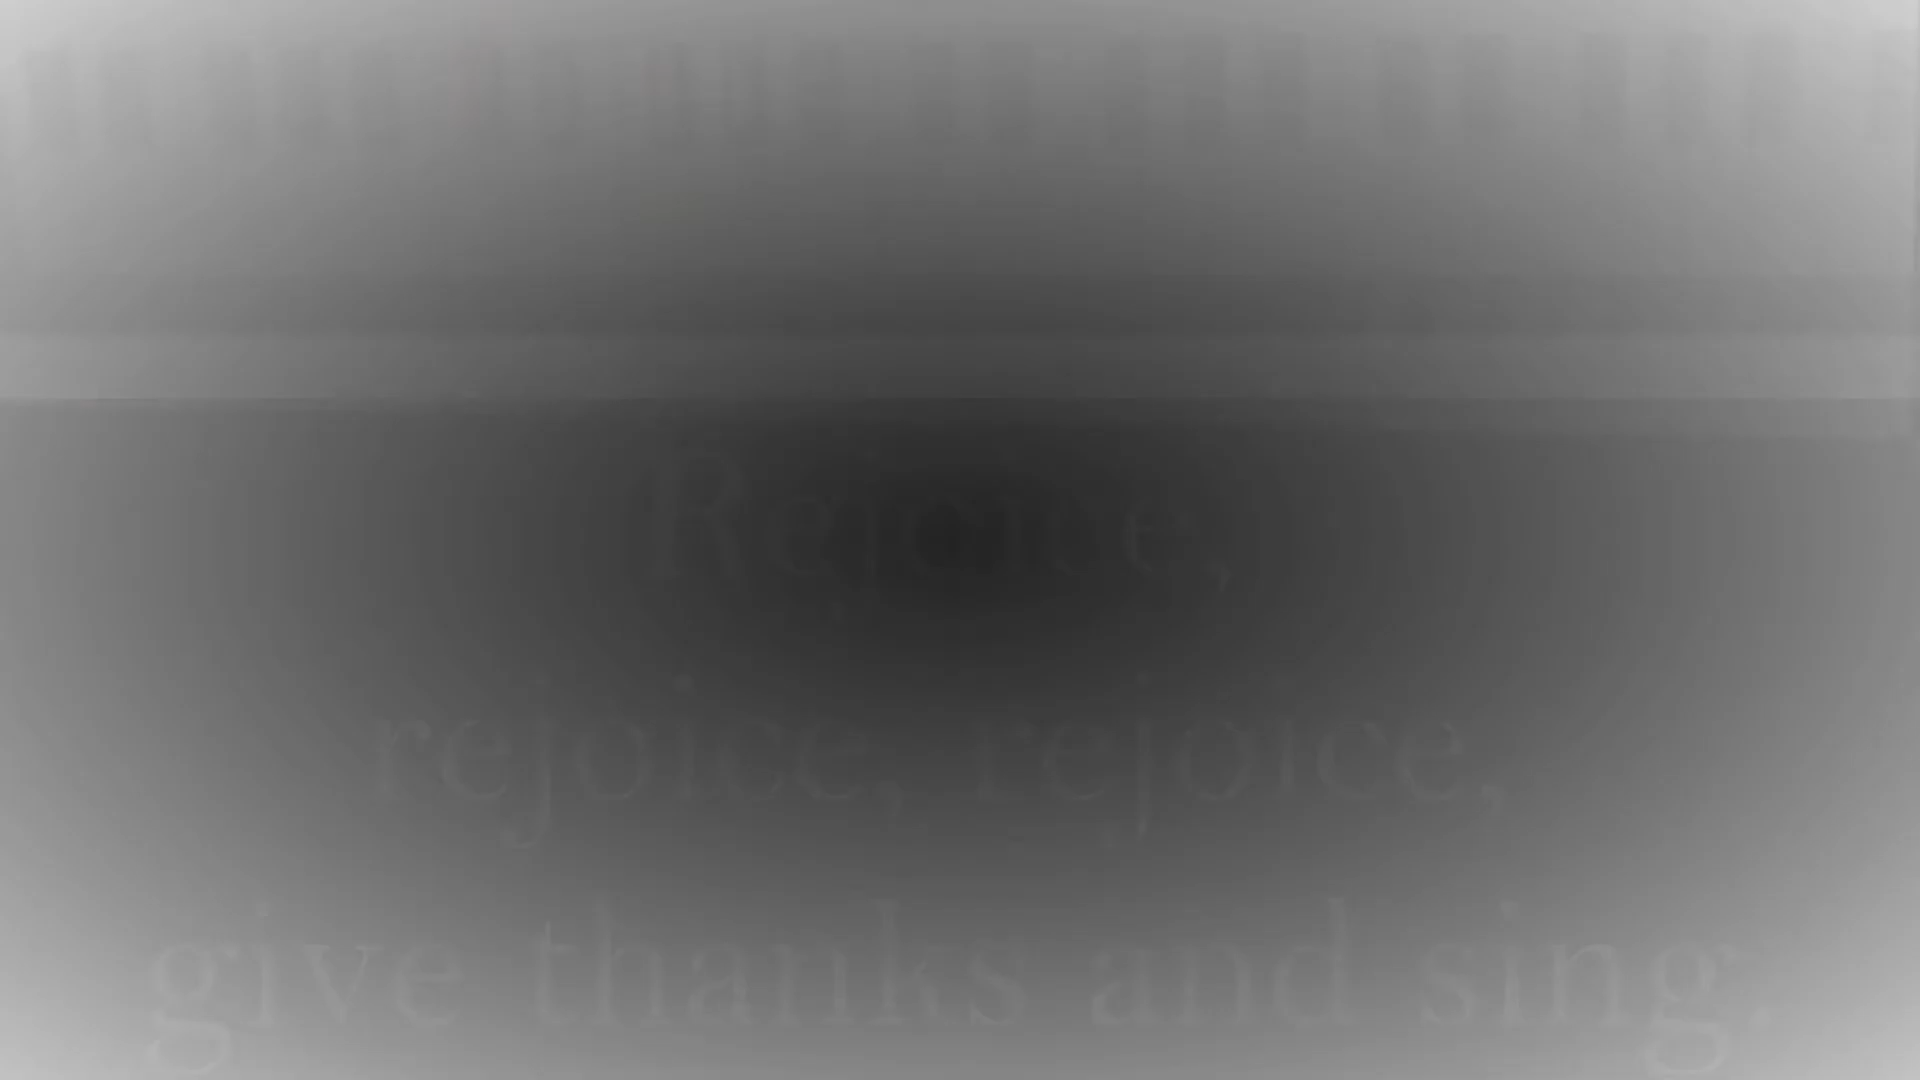 Rejoice,
rejoice, rejoice,
give thanks and sing.